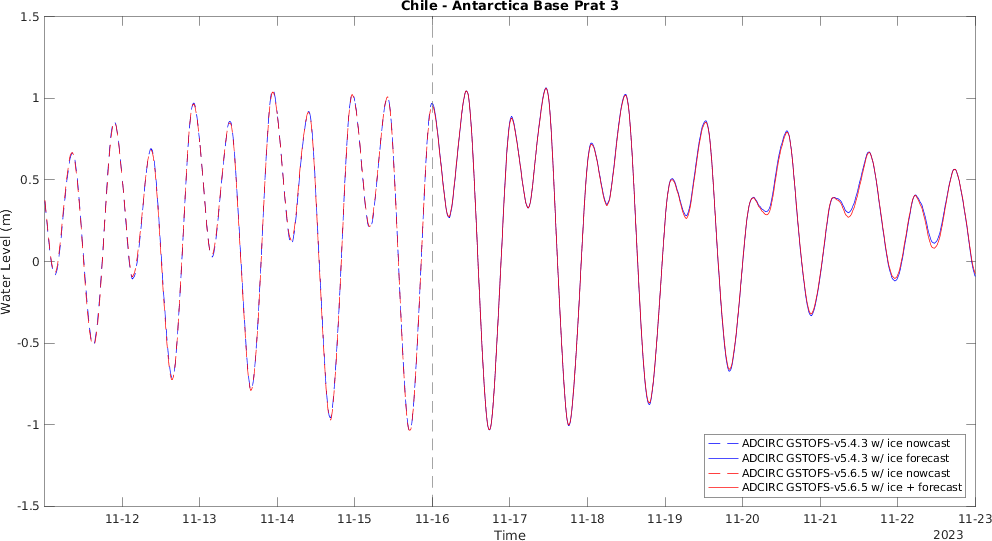 Chile - Antarctica Base Prat 3
1.5
1
0.5
0
-0.5
-1
-1.5
Water Level (m)
ADCIRC GSTOFS-v5.4.3 w/ ice nowcast
ADCIRC GSTOFS-v5.4.3 w/ ice forecast
ADCIRC GSTOFS-v5.6.5 w/ ice nowcast
ADCIRC GSTOFS-v5.6.5 w/ ice + forecast
11-12 11-13 11-14 11-15 11-16 11-17 11-18 11-19 11-20 11-21 11-22 11-23
Time
2023